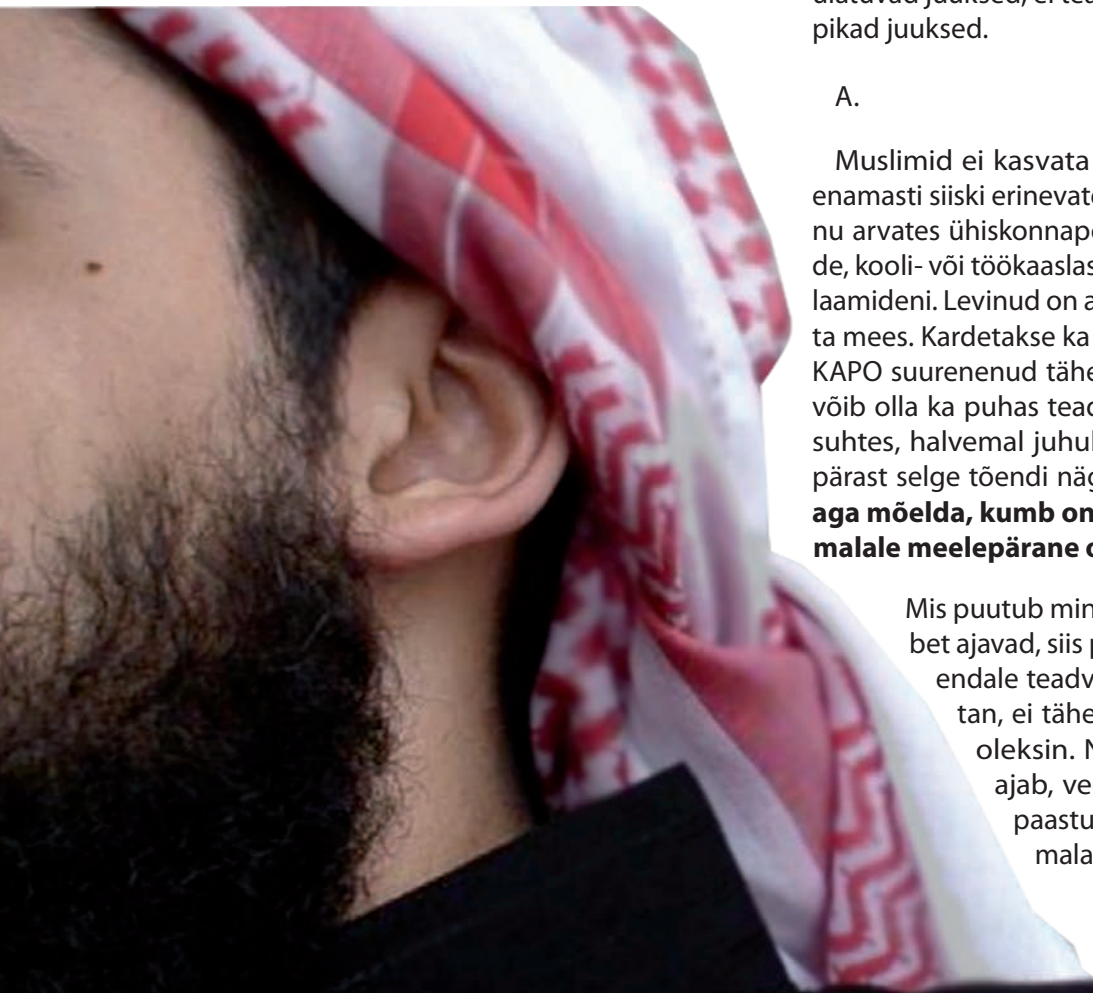 pikad juuksed.
A.
Muslimid ei kasvata
enamasti siiski erinevate
nu arvates ühiskonnap
de, kooli- või töökaaslas
laamideni. Levinud on a
ta mees. Kardetakse ka
KAPO suurenenud tähe
võib olla ka puhas tead
suhtes, halvemal juhul
pärast selge tõendi näg
aga mõelda, kumb on
malale meelepärane
Mis puutub min
bet ajavad, siis p
endale teadv
tan, ei tähe
oleksin. N
ajab, ve
paastu
mala